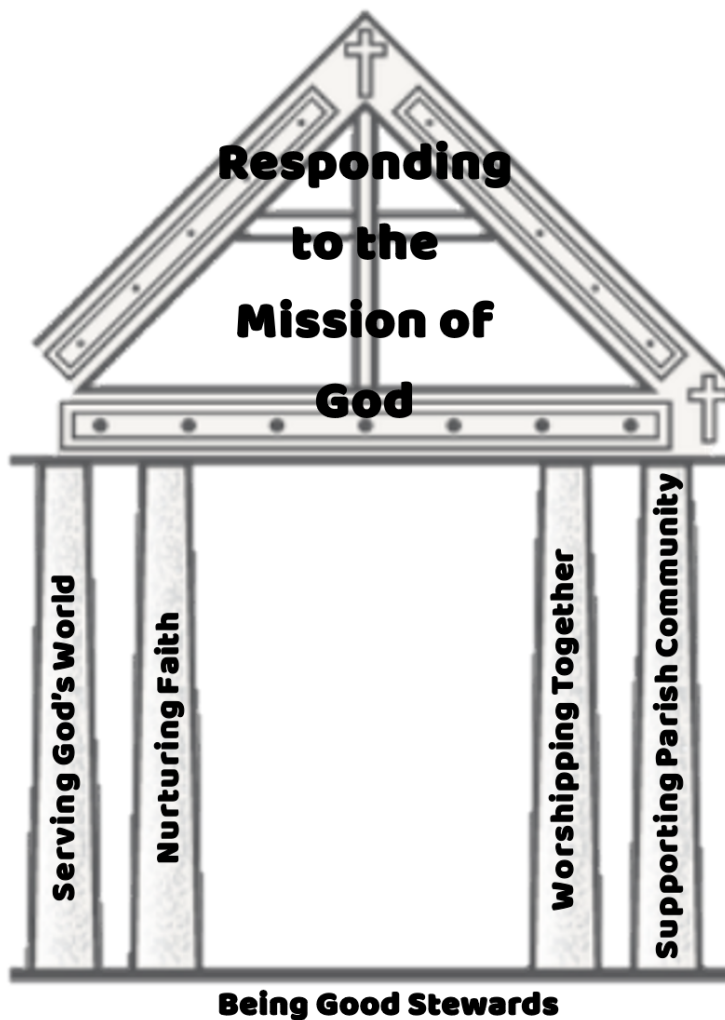 Responding
to the
Mission of
God
Serving God's World
Nurturing Faith
Worshipping Together
Supporting Parish Community
Being Good Stewards